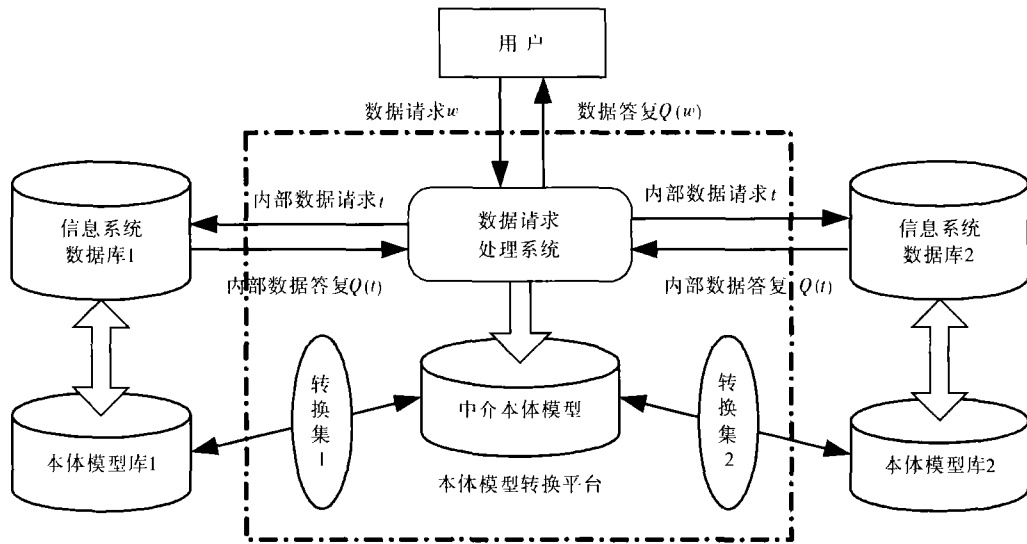 用户
数据请求w
数据答复Q(w)
内部数据请求t
内部数据请求t
信息系统
数据库1
数据请求
处理系统
信息系统
数据库2
内部数据答复Q(t)
内部数据答复 Q(t)
转
换
集
1
中介本体模型
转
换
集
2
本体模型库1
本体模型转换平台
本体模型库2